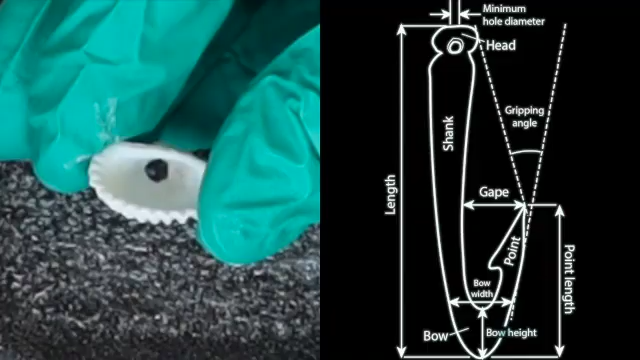 Minimum
hole diameter
Head
Gripping
angle
Shank
Length
Gape
Point
Point length
Bow
width
Bow
Bow height